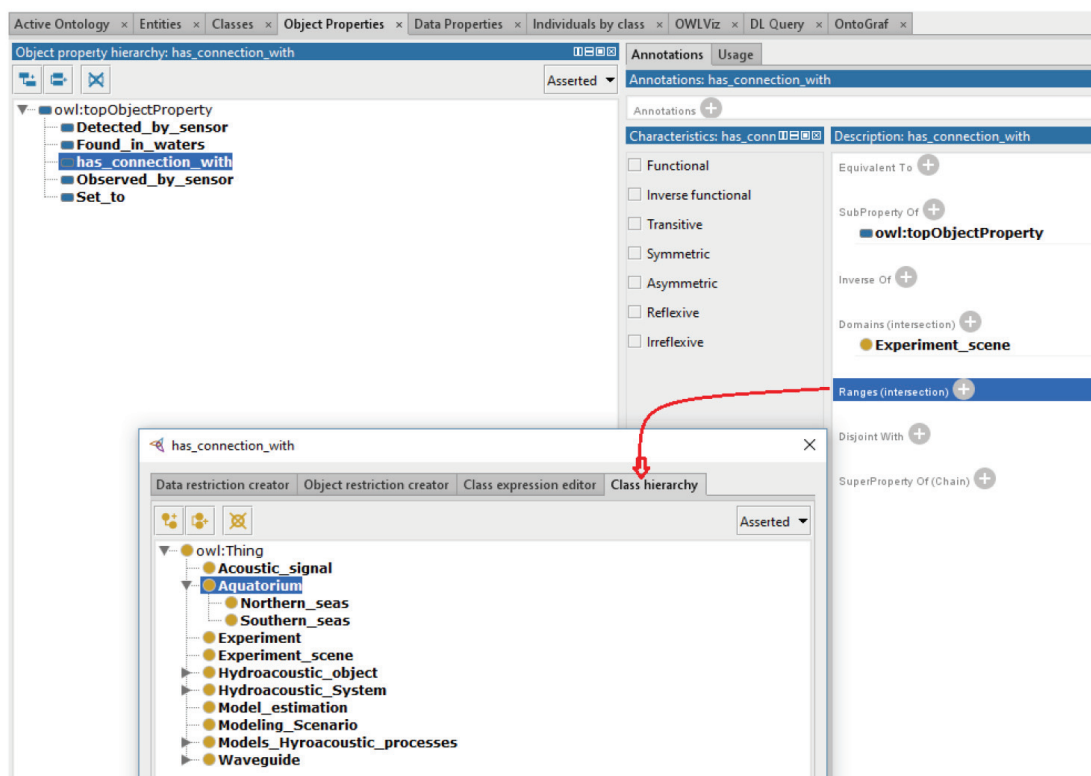 Active Ontology × Entities × Classes × Object Properties × Data Properties × Individuals by class × OWLViz × DL Query × OntoGraf ×
Object property hierarchy: has_connection_with
Asserted
owl:topObjectProperty
Detected_by_sensor
Found_in_waters
has_connection_with
Observed_by_sensor
Set_to
Annotations Usage
Annotations: has_connection_with
Annotations
Characteristics: has_conn
Functional
Inverse functional
Transitive
Symmetric
Asymmetric
Reflexive
Irreflexive
Description: has_connection_with
Equivalent To
SubProperty Of
owl:topObjectProperty
Inverse Of
Domains (intersection)
Experiment_scene
Ranges (intersection)
Disjoint With
SuperProperty Of (Chain)
has_connection_with
Data restriction creator Object restriction creator Class expression editor Class hierarchy
Asserted
owl:Thing
Acoustic_signal
Aquatorium
Northern_seas
Southern_seas
Experiment
Experiment_scene
Hydroacoustic_object
Hydroacoustic_System
Model_estimation
Modeling_Scenario
Models_Hyroacoustic_processes
Waveguide